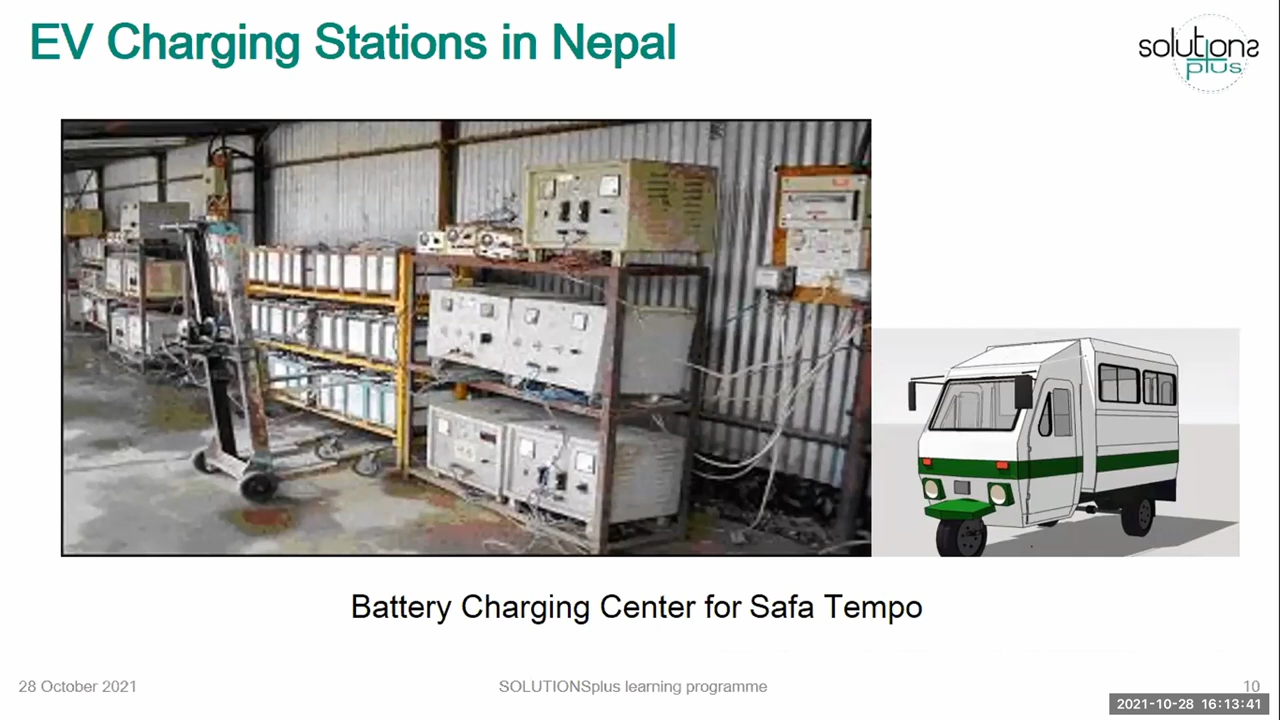 EV Charging Stations in Nepal
solutions
plus
Battery Charging Center for Safa Tempo
28 October 2021
SOLUTIONSplus learning programme
10
2021-10-28 16:13:41